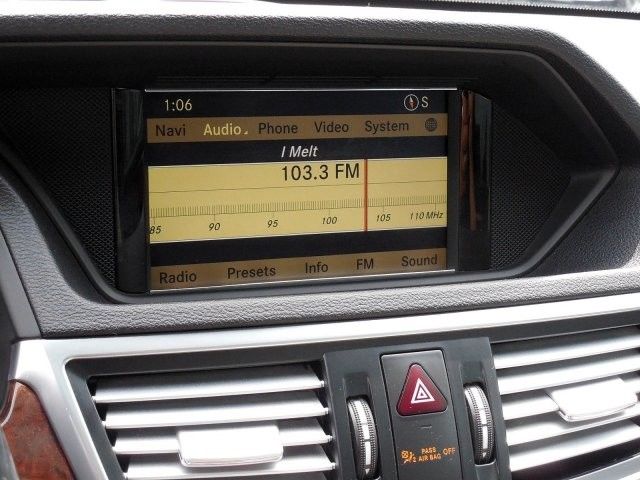 1:06 S
Navi Audio Phone Video System
I Melt
103.3 FM
85 90 95 100 105 110 MHz
Radio Presets Info FM Sound
PASS
2 AIR BAG OFF